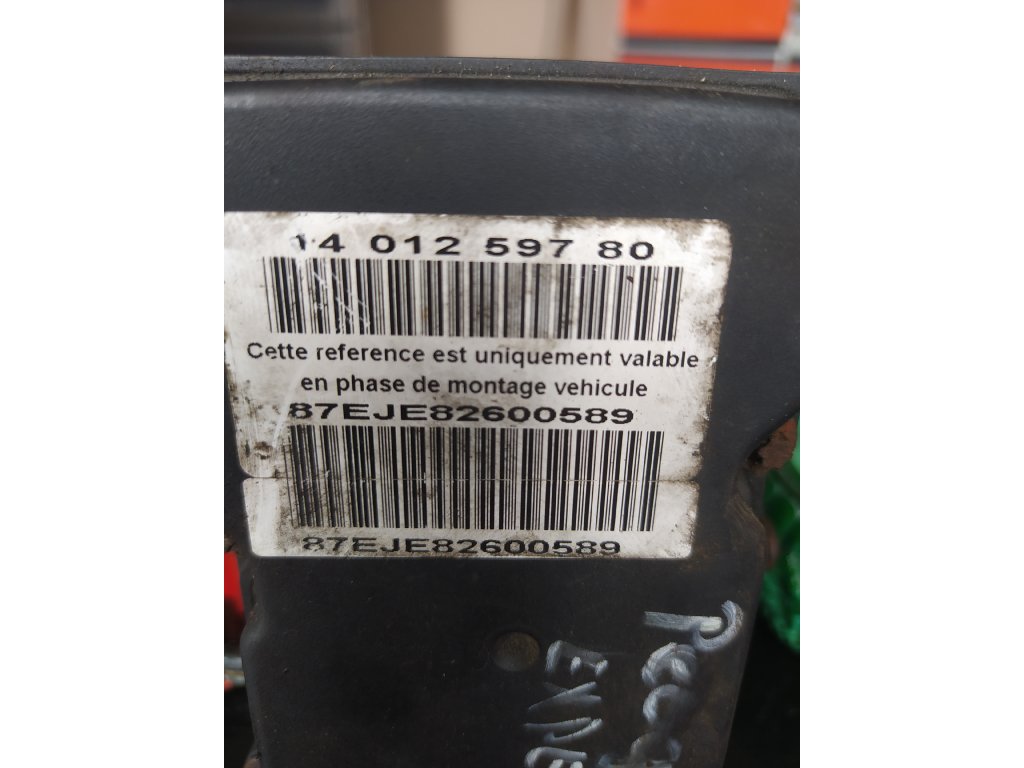 14 012 597 80
Cette reference est uniquement valable
en phase de montage vehicule
87EJE82600589
87EJE82600589